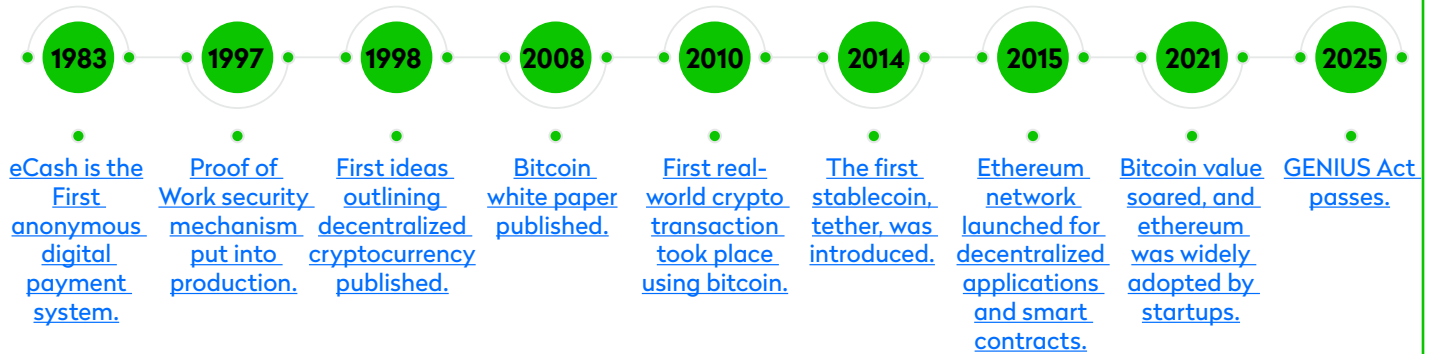 1983
1997
1998
2008
2010
2014
2015
2021
2025
eCash is the
First
anonymous
digital
payment
system.
Proof of
Work security
mechanism
put into
production.
First ideas
outlining
decentralized
cryptocurrency
published.
Bitcoin
white paper
published.
First real-
world crypto
transaction
took place
using bitcoin.
The first
stablecoin,
tether, was
introduced.
Ethereum
network
launched for
decentralized
applications
and smart
contracts.
Bitcoin value
soared, and
ethereum
was widely
adopted by
startups.
GENIUS Act
passes.